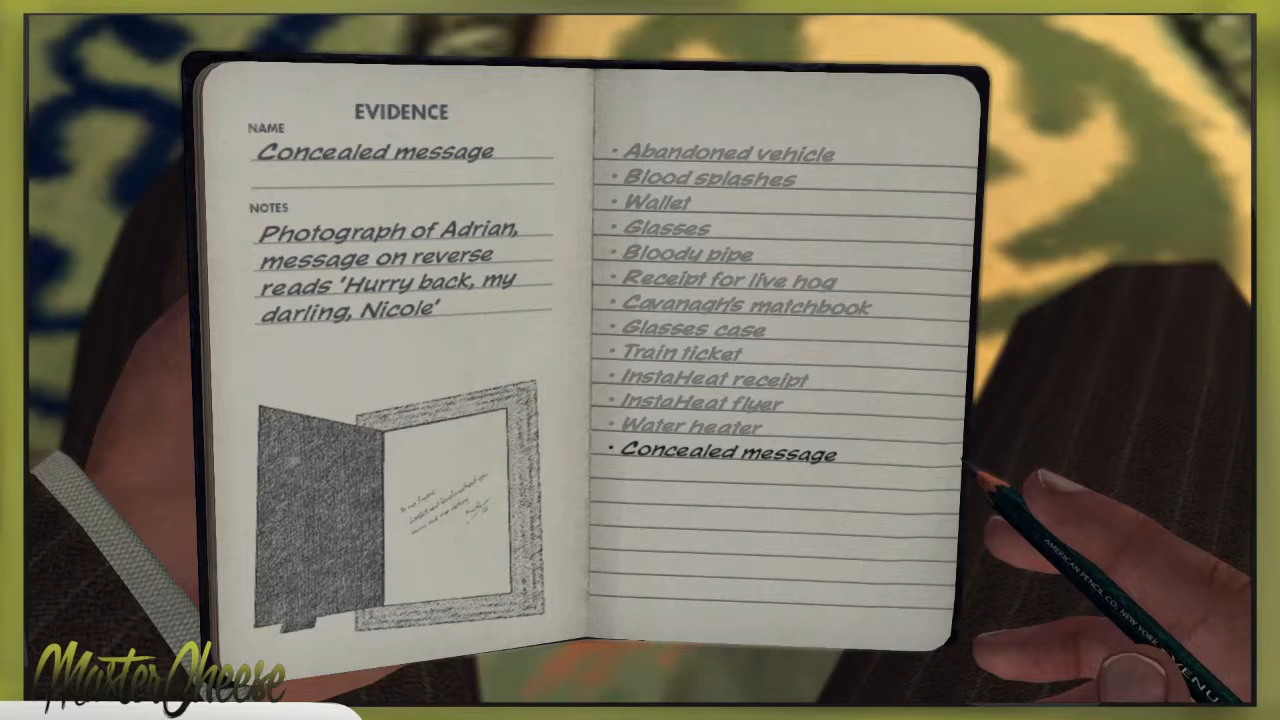 EVIDENCE
NAME
Concealed message
NOTES
Photograph of Adrian,
message on reverse
reads 'Hurry back, my
darling, Nicole'
• Abandoned vehicle
• Blood splashes
• Wallet
• Glasses
• Bloody pipe
• Receipt for live hog
• Cavanagh's matchbook
• Glasses case
• Train ticket
• InstaHeat receipt
• InstaHeat flyer
• Water heater
• Concealed message
AMERICAN PENCIL CO. NEW YORK
VENU
MasterCheese